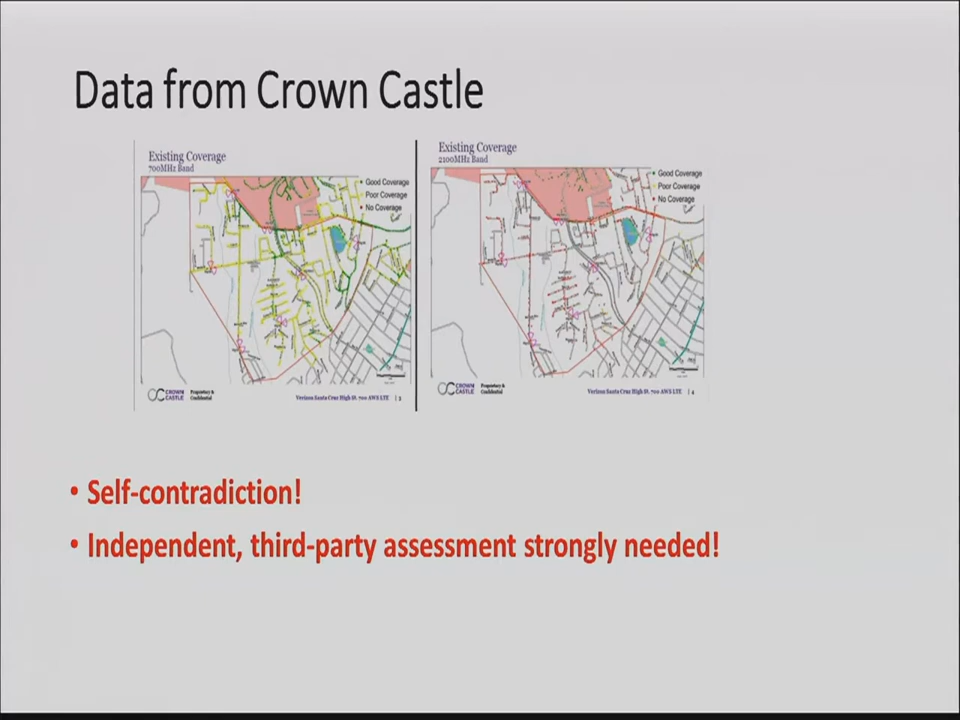 Data from Crown Castle
Existing Coverage
700MHz Band
Good Coverage
Poor Coverage
No Coverage
CROWN
CASTLE
Proprietary &
Confidential
Verizon Santa Cruz High St. 700 AWS LTE | 3
Existing Coverage
2100MHz Band
Good Coverage
Poor Coverage
No Coverage
CROWN
CASTLE
Proprietary &
Confidential
Verizon Santa Cruz High St. 700 AWS LTE | 4
• Self-contradiction!
• Independent, third-party assessment strongly needed!